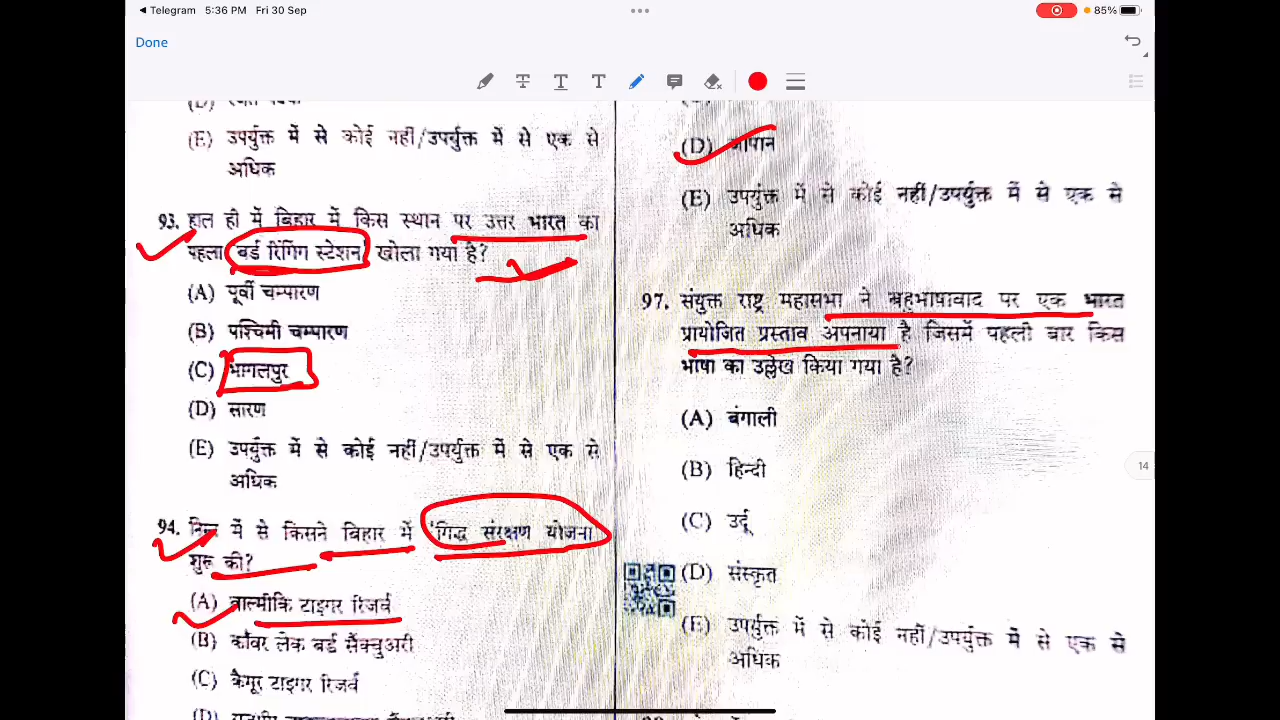 Telegram 5:36 PM Fri 30 Sep
85%
Done
(E) उपर्युक्त में से कोई नहीं/उपर्युक्त में से एक से
अधिक
93. हाल ही में बिहार में किस स्थान पर उत्तर भारत का
पहला 'बर्ड रिंगिंग स्टेशन' खोला गया है?
(A) पूर्वी चम्पारण
(B) पश्चिमी चम्पारण
(C) भागलपुर
(D) सारण
(E) उपर्युक्त में से कोई नहीं/उपर्युक्त में से एक से
अधिक
94. निम्न में से किसने बिहार में 'गिद्ध संरक्षण योजना'
शुरू की?
(A) वाल्मीकि टाइगर रिजर्व
(B) काँवर लेक बर्ड सैंक्चुअरी
(C) कैमूर टाइगर रिजर्व
(D) जापान
(E) उपर्युक्त में से कोई नहीं/उपर्युक्त में से एक से
अधिक
97. संयुक्त राष्ट्र महासभा ने बहुभाषावाद पर एक भारत
प्रायोजित प्रस्ताव अपनाया है जिसमें पहली बार किस
भाषा का उल्लेख किया गया है?
(A) बंगाली
(B) हिन्दी
(C) उर्दू
(D) संस्कृत
(E) उपर्युक्त में से कोई नहीं/उपर्युक्त में से एक से
अधिक
14